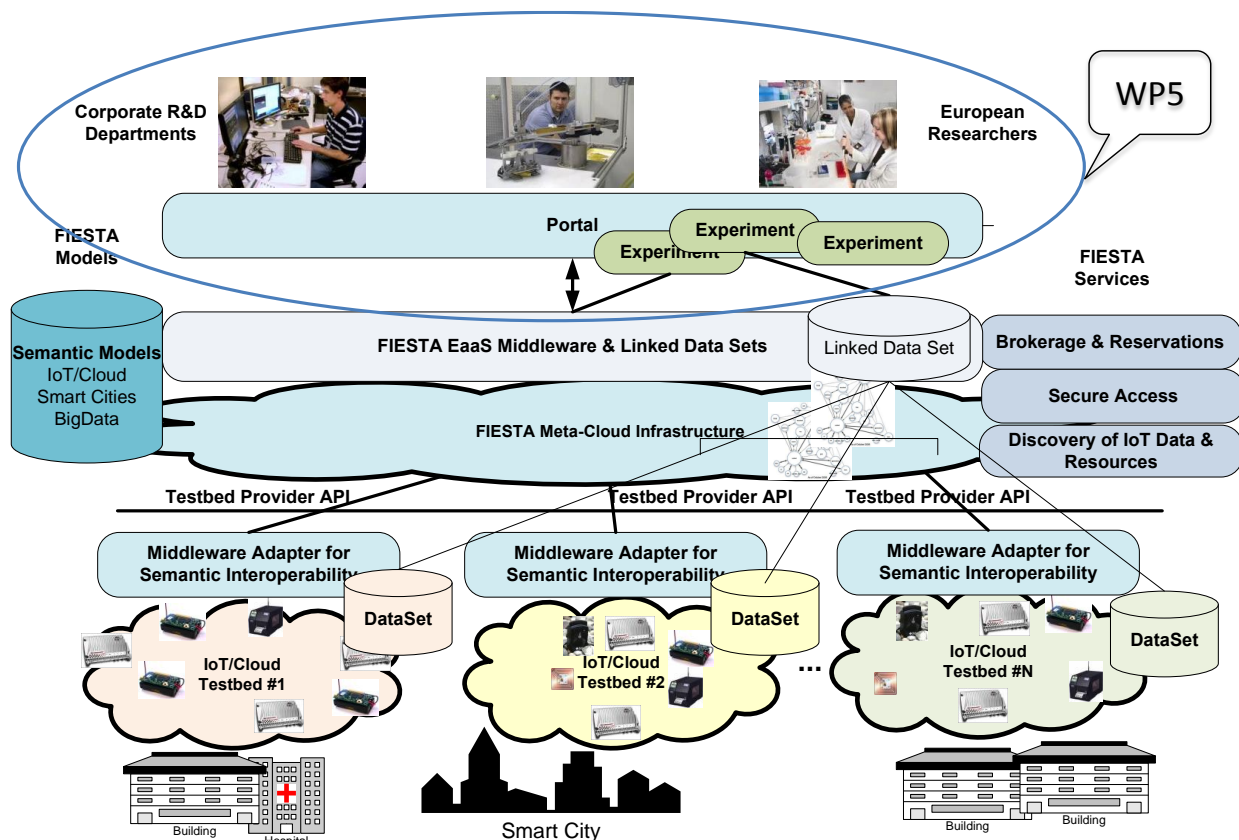 WP5
Corporate R&D
Departments
European
Researchers
Portal
Experiment
Experiment
Experiment
FIESTA
Models
FIESTA
Services
Semantic Models
IoT/Cloud
Smart Cities
BigData
FIESTA EaaS Middleware & Linked Data Sets
Linked Data Set
Brokerage & Reservations
Secure Access
Discovery of IoT Data &
Resources
FIESTA Meta-Cloud Infrastructure
Testbed Provider API
Testbed Provider API
Testbed Provider API
Middleware Adapter for
Semantic Interoperability
Middleware Adapter for
Semantic Interoperability
Middleware Adapter for
Semantic Interoperability
DataSet
DataSet
DataSet
IoT/Cloud
Testbed #1
IoT/Cloud
Testbed #2
...
IoT/Cloud
Testbed #N
Building
Hospital
Smart City
Building
Building